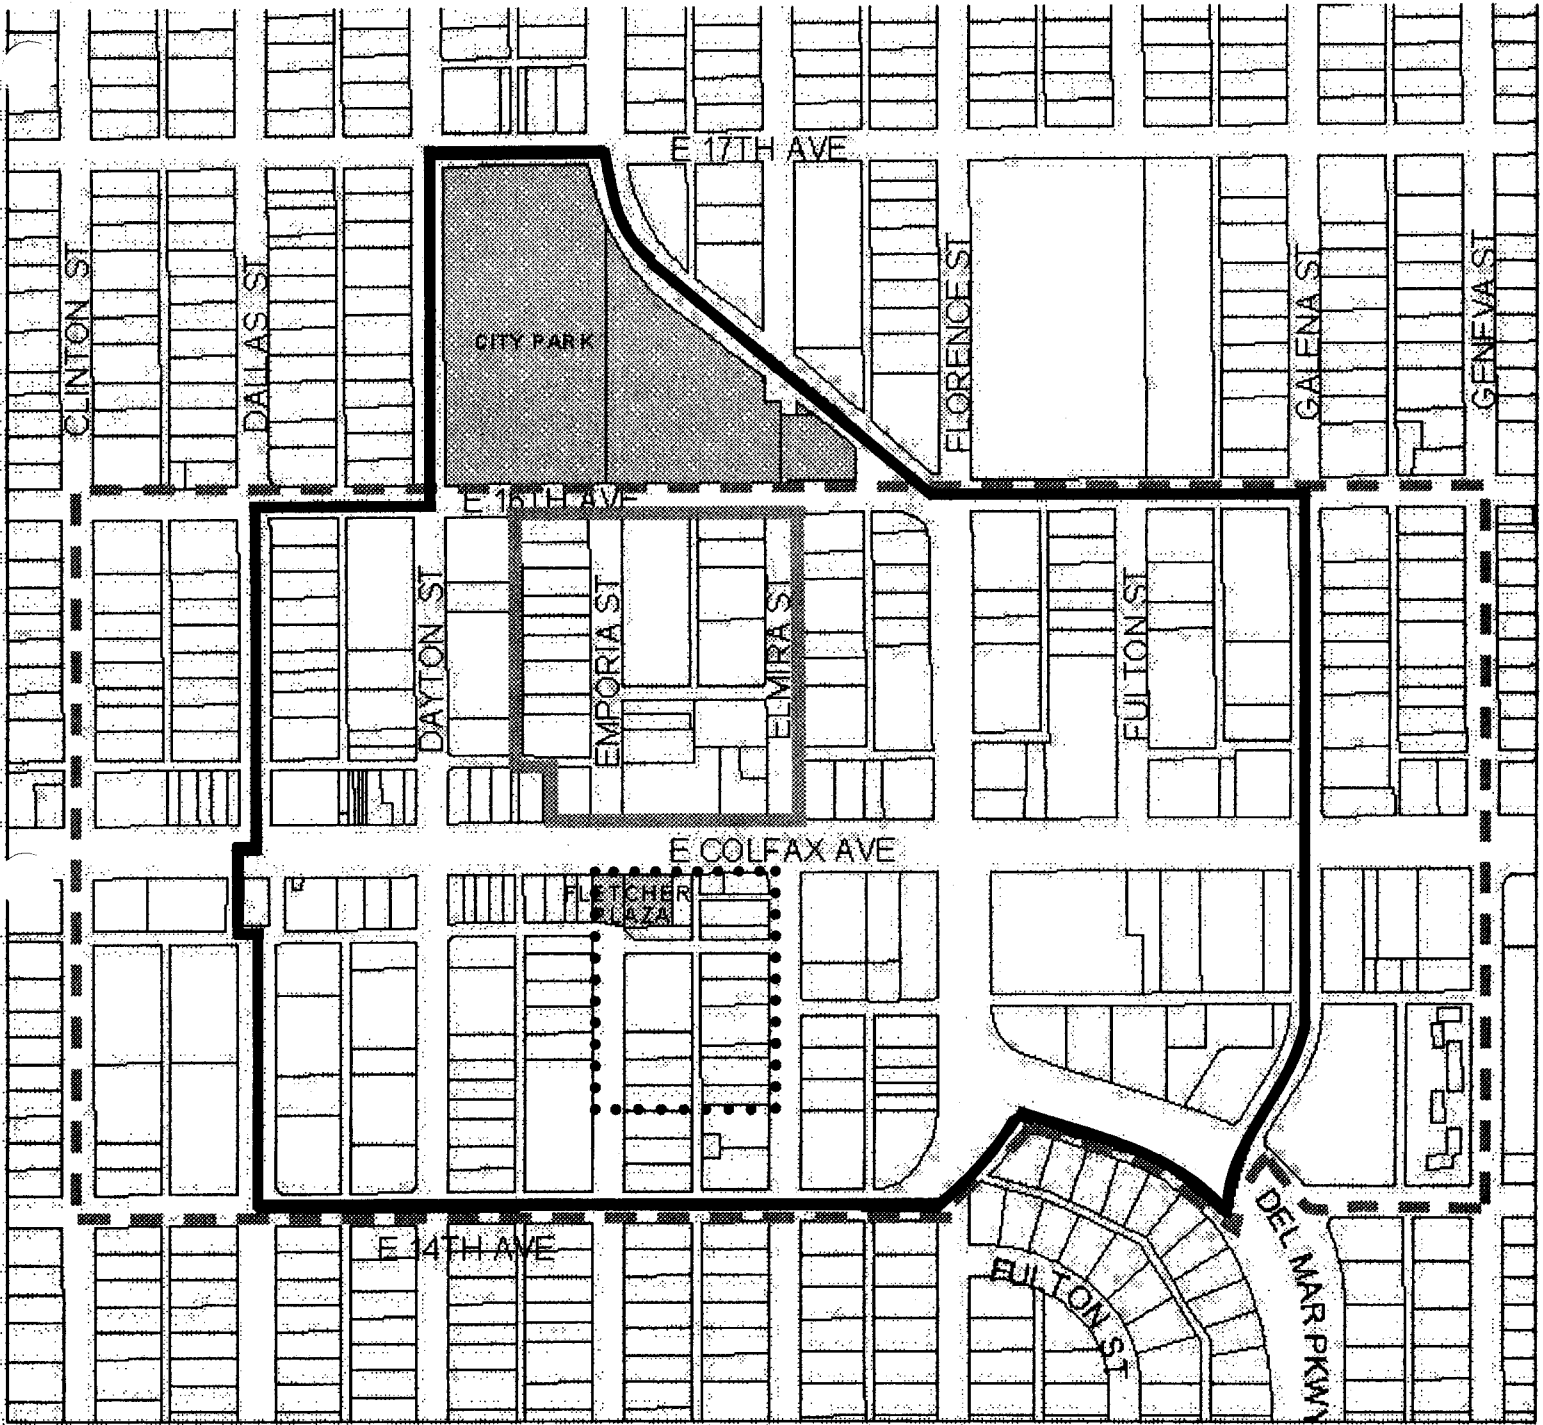 E 17TH AVE
CLINTON ST
DALLAS ST
CITY PARK
FLORENCE ST
GALENA ST
GENEVA ST
E 16TH AVE
DAYTON ST
EMPORIA ST
ELMIRA ST
FULTON ST
E COLFAX AVE
FLETCHER
PLAZA
E 14TH AVE
FULTON ST
DEL MAR PKWY